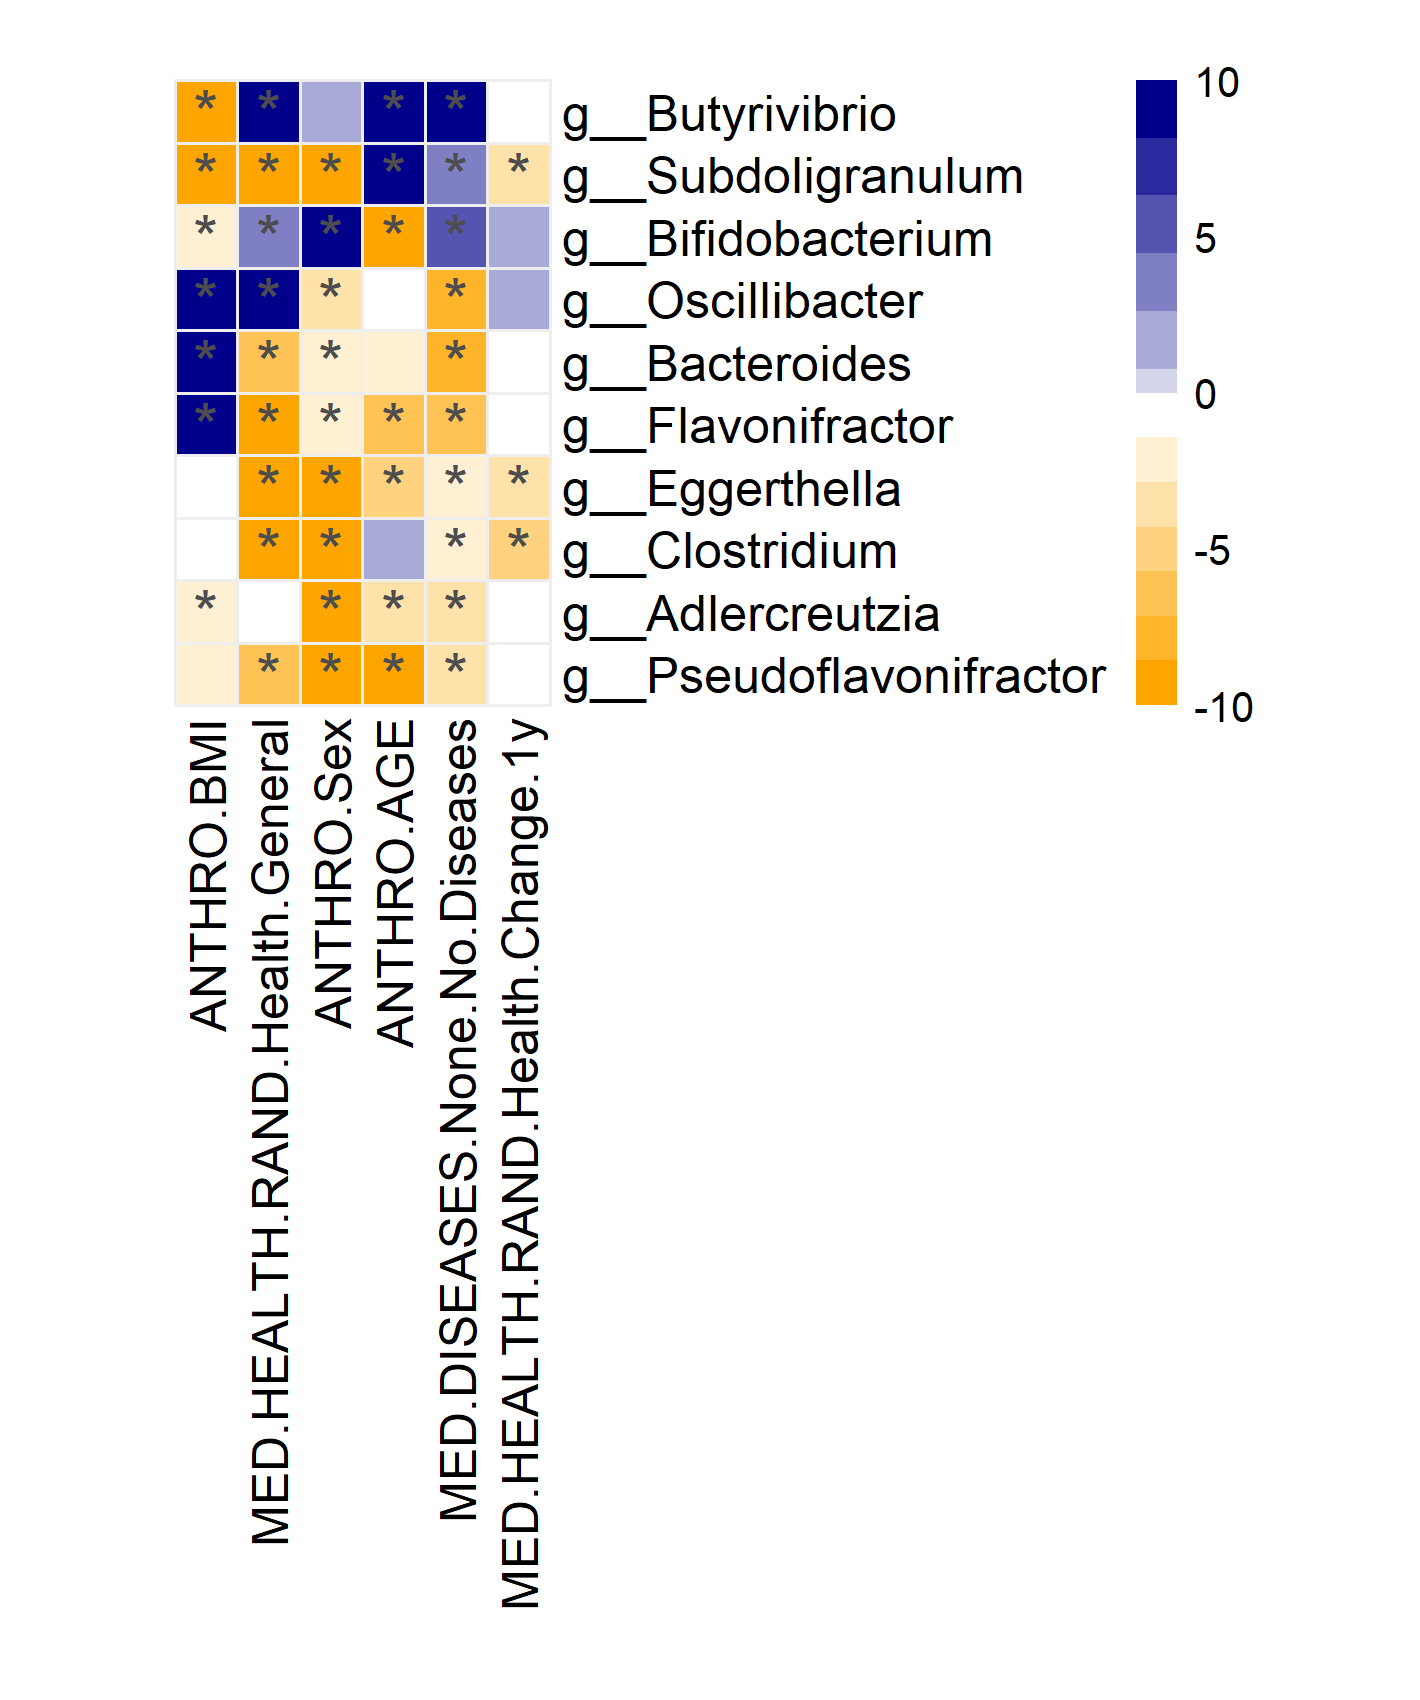 * * * *
g__Butyrivibrio
* * * * * *
g__Subdoligranulum
* * * * *
g__Bifidobacterium
* * * *
g__Oscillibacter
* * * *
g__Bacteroides
* * * * *
g__Flavonifractor
* * * * *
g__Eggerthella
* * * *
g__Clostridium
* * * *
g__Adlercreutzia
* * * *
g__Pseudoflavonifractor
10
5
0
-5
-10
ANTHRO.BMI
MED.HEALTH.RAND.Health.General
ANTHRO.Sex
ANTHRO.AGE
MED.DISEASES.None.No.Diseases
MED.HEALTH.RAND.Health.Change.1y